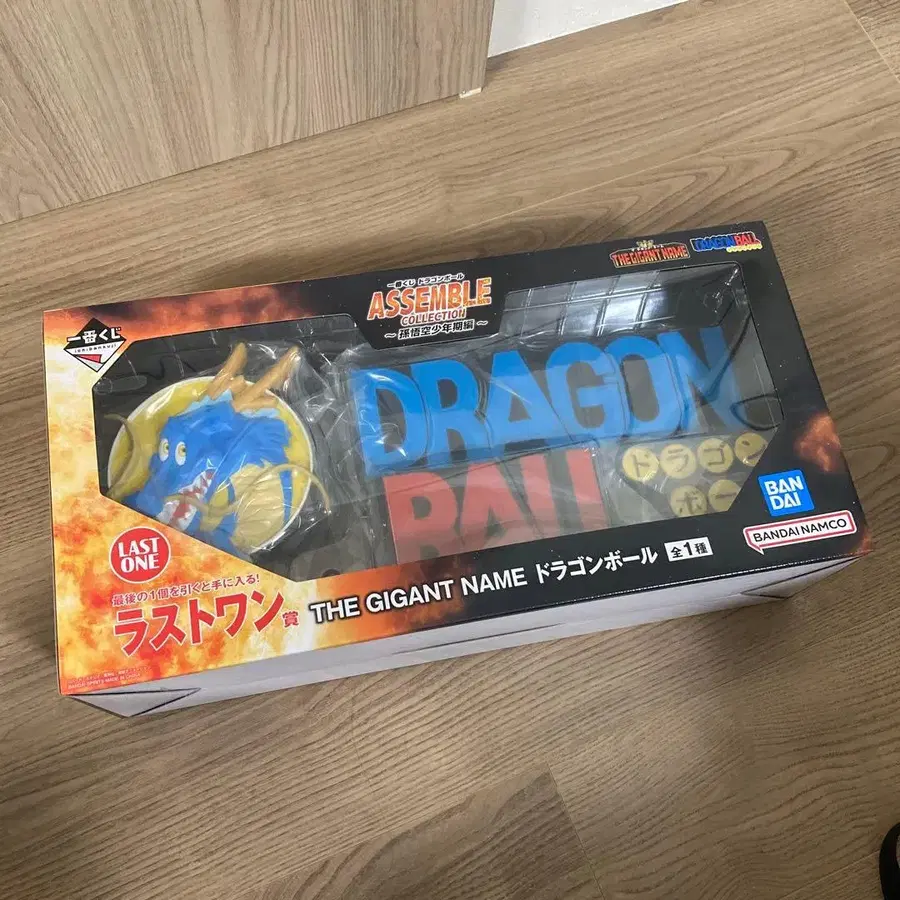 THE GIGANT NAME
DRAGON BALL
一番くじ ドラゴンボール
ASSEMBLE
COLLECTION
～孫悟空少年期編～
一番くじ
ichibankuji
DRAGON
BALL
ドラゴン
ボー
BAN
DAI
BANDAI NAMCO
LAST
ONE
最後の1個を引くと手に入る!
ラストワン賞
THE GIGANT NAME ドラゴンボール 全1種